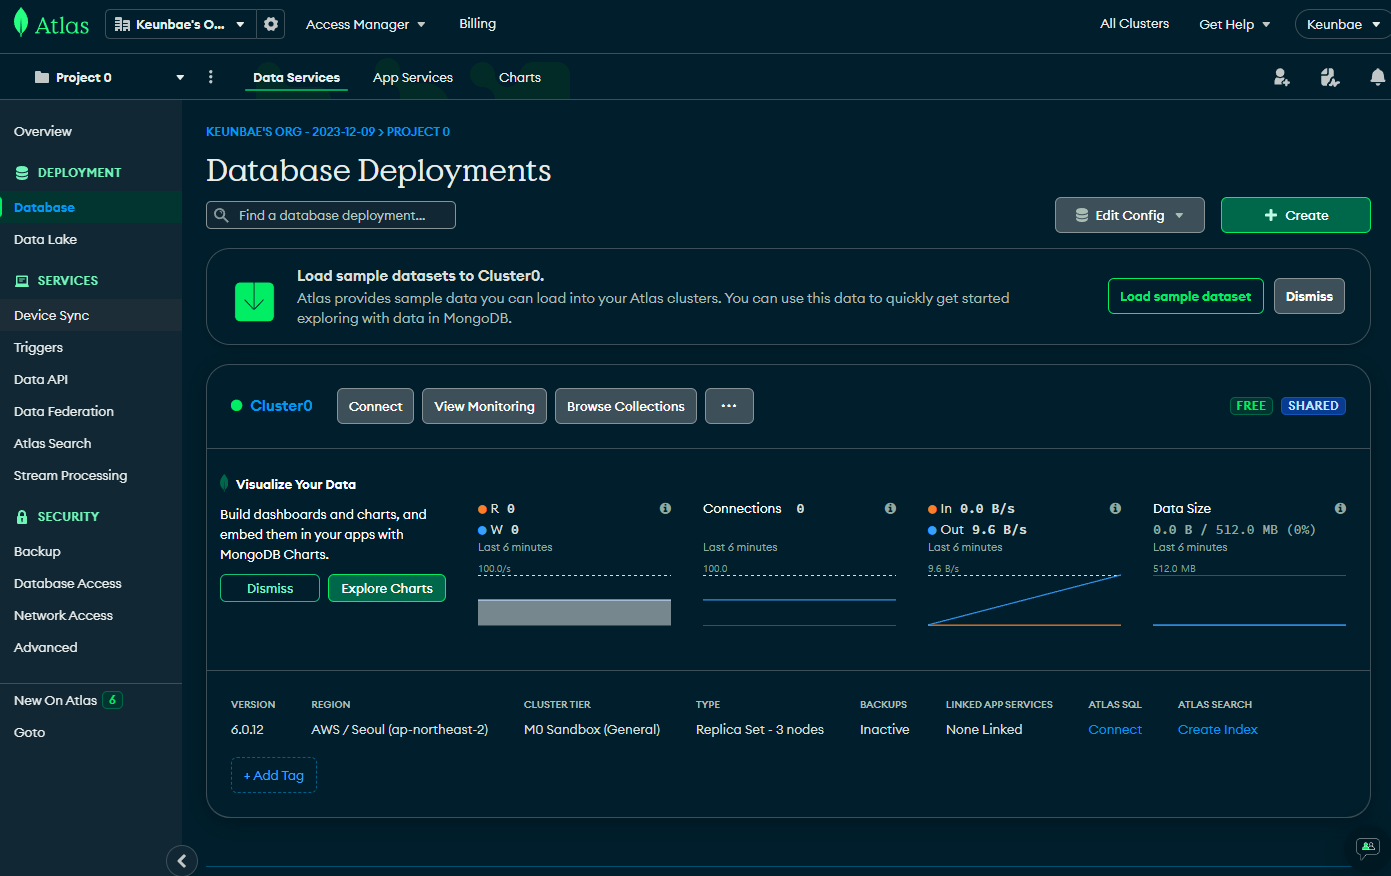 Atlas
Keunbae's O...
Access Manager
Billing
All Clusters
Get Help
Keunbae
Project 0
Data Services
App Services
Charts
Overview
DEPLOYMENT
Database
Data Lake
SERVICES
Device Sync
Triggers
Data API
Data Federation
Atlas Search
Stream Processing
SECURITY
Backup
Database Access
Network Access
Advanced
New On Atlas 6
Goto
KEUNBAE'S ORG - 2023-12-09 > PROJECT 0
Database Deployments
Find a database deployment...
Edit Config
+ Create
Load sample datasets to Cluster0.
Atlas provides sample data you can load into your Atlas clusters. You can use this data to quickly get started
exploring with data in MongoDB.
Load sample dataset
Dismiss
Cluster0
Connect
View Monitoring
Browse Collections
...
FREE
SHARED
Visualize Your Data
Build dashboards and charts, and
embed them in your apps with
MongoDB Charts.
Dismiss
Explore Charts
R 0
W 0
Last 6 minutes
100.0/s
Connections 0
Last 6 minutes
100.0
In 0.0 B/s
Out 9.6 B/s
Last 6 minutes
9.6 B/s
Data Size
0.0 B / 512.0 MB (0%)
Last 6 minutes
512.0 MB
VERSION
6.0.12
REGION
AWS / Seoul (ap-northeast-2)
CLUSTER TIER
M0 Sandbox (General)
TYPE
Replica Set - 3 nodes
BACKUPS
Inactive
LINKED APP SERVICES
None Linked
ATLAS SQL
Connect
ATLAS SEARCH
Create Index
+ Add Tag